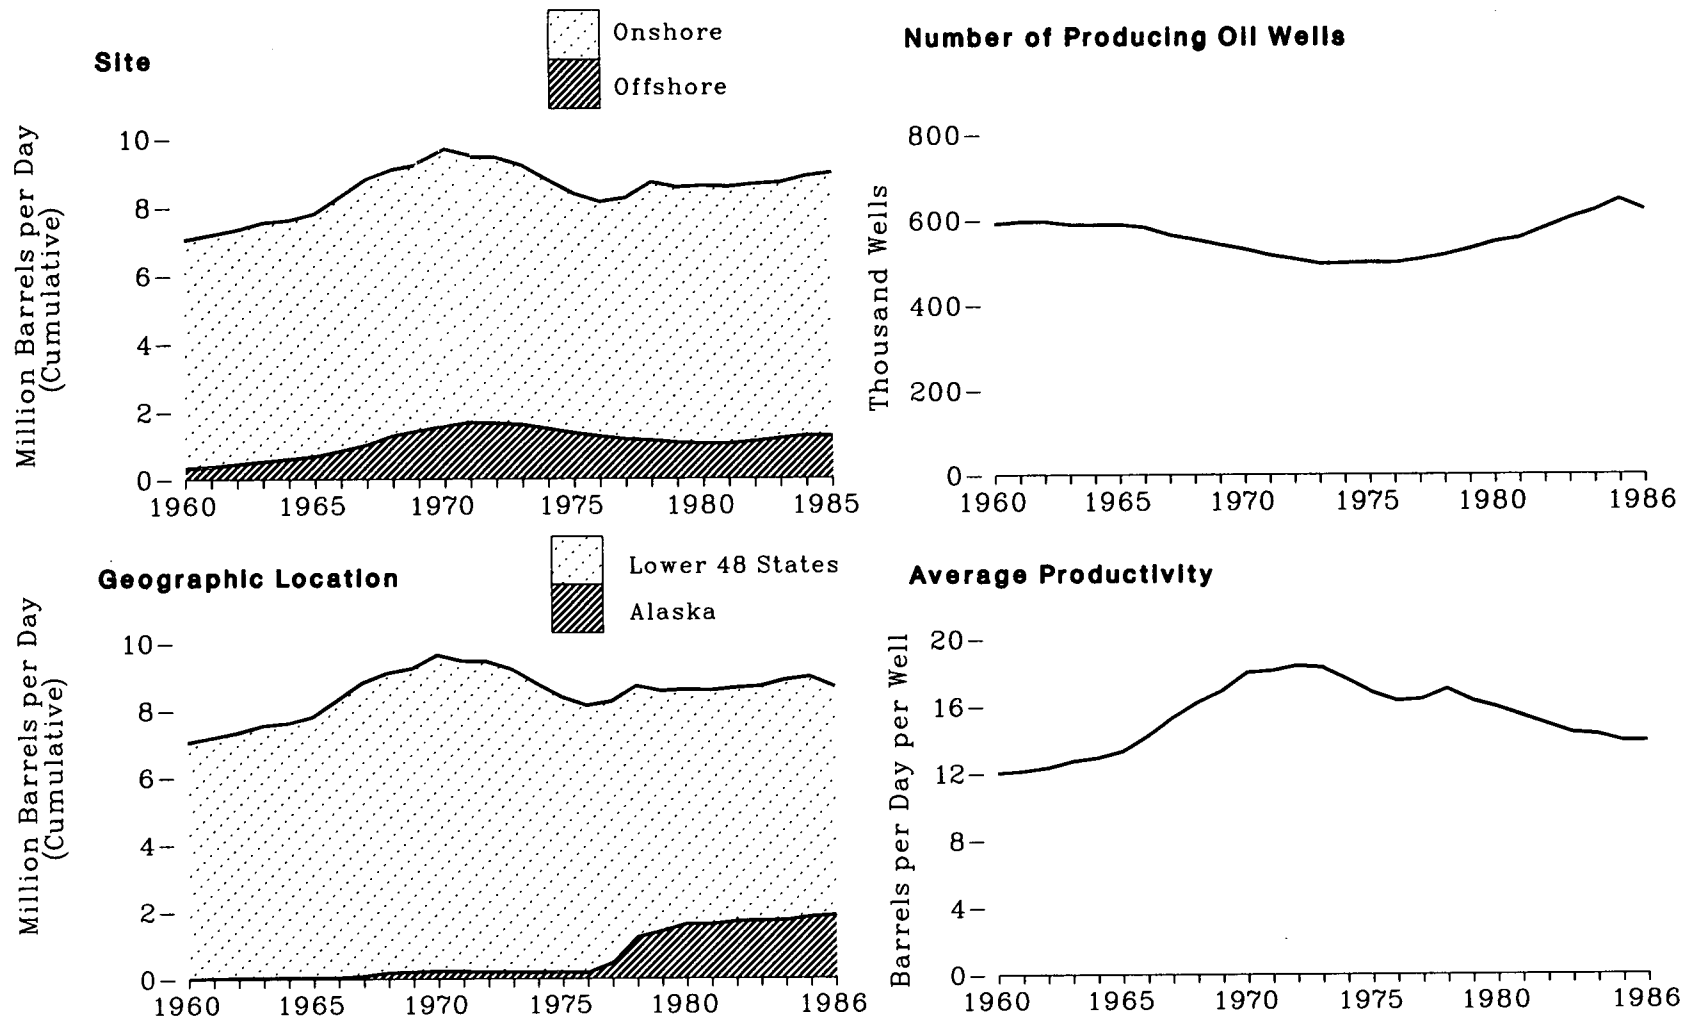 Site
Onshore
Offshore
Million Barrels per Day
(Cumulative)
10
8
6
4
2
0
1960 1965 1970 1975 1980 1985
Number of Producing Oil Wells
Thousand Wells
800
600
400
200
0
1960 1965 1970 1975 1980 1986
Geographic Location
Lower 48 States
Alaska
Million Barrels per Day
(Cumulative)
10
8
6
4
2
0
1960 1965 1970 1975 1980 1986
Average Productivity
Barrels per Day per Well
20
16
12
8
4
0
1960 1965 1970 1975 1980 1986